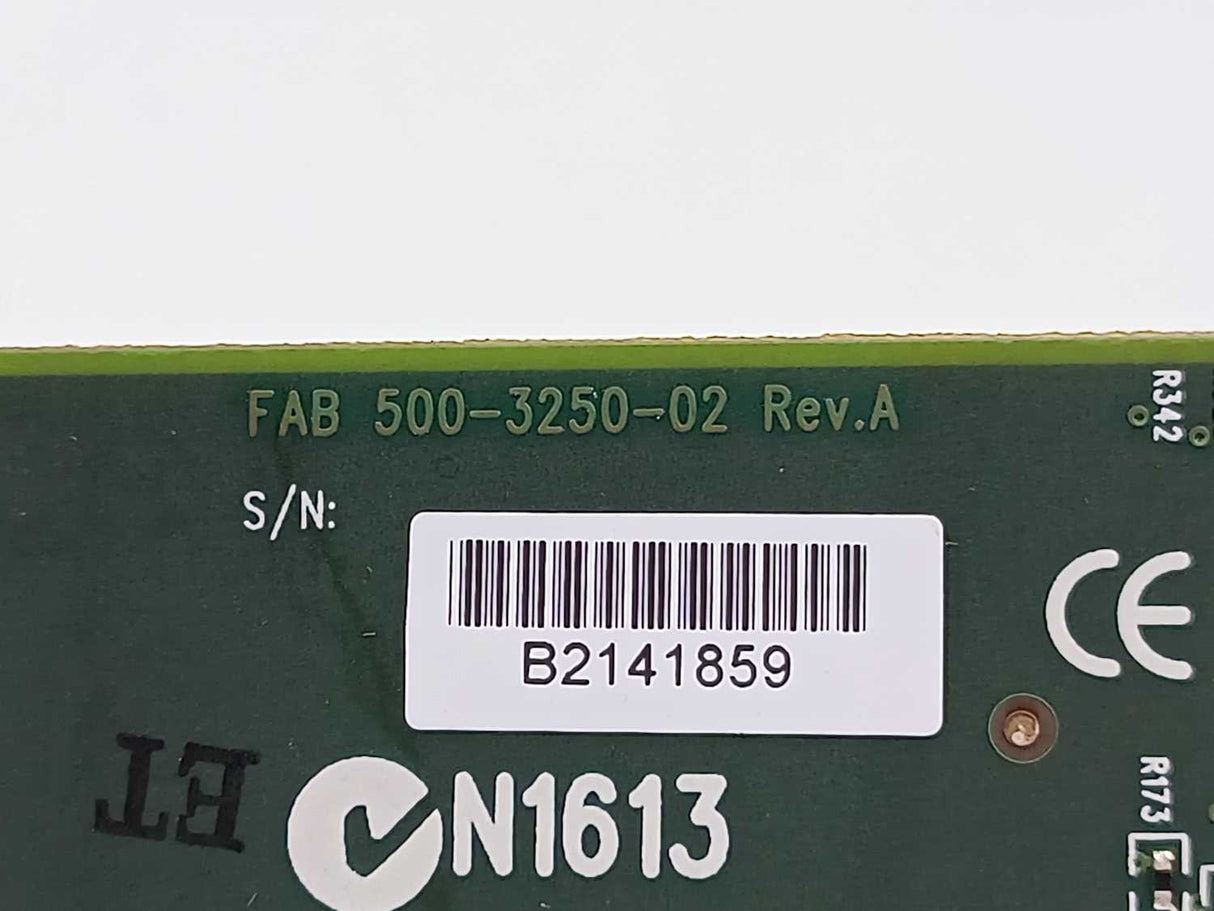 FAB 500-3250-02 Rev.A
R342
S/N:
B2141859
CE
ET
N1613
R173